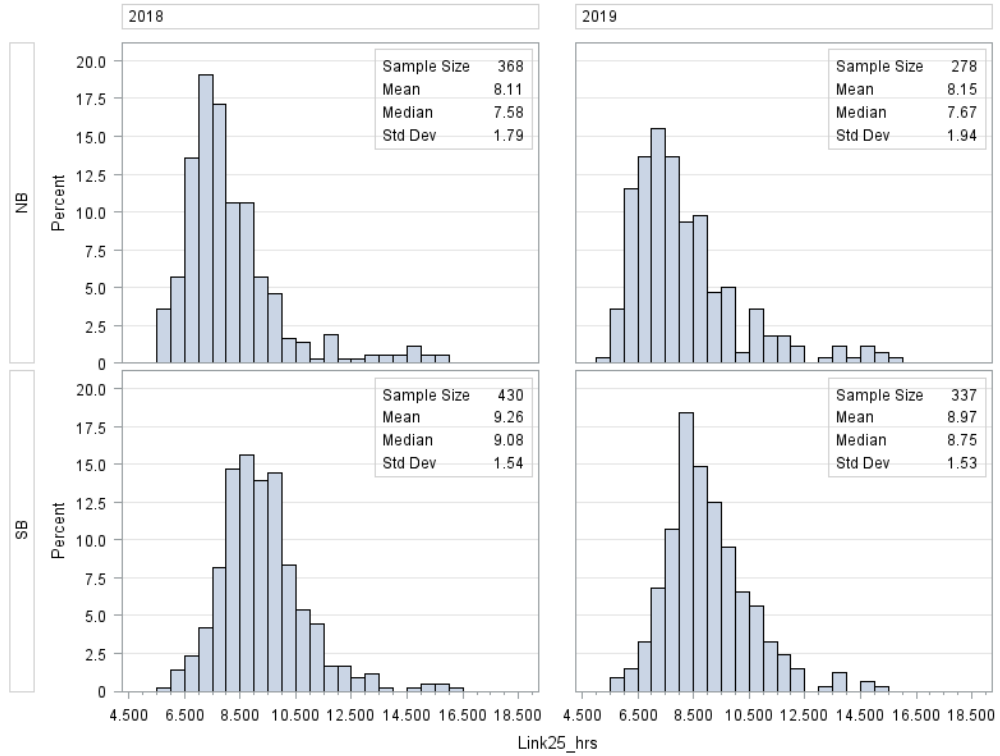 2018
2019
NB
Percent
20.0
17.5
15.0
12.5
10.0
7.5
5.0
2.5
0
Sample Size 368
Mean 8.11
Median 7.58
Std Dev 1.79
Sample Size 278
Mean 8.15
Median 7.67
Std Dev 1.94
SB
Percent
20.0
17.5
15.0
12.5
10.0
7.5
5.0
2.5
0
Sample Size 430
Mean 9.26
Median 9.08
Std Dev 1.54
Sample Size 337
Mean 8.97
Median 8.75
Std Dev 1.53
4.500 6.500 8.500 10.500 12.500 14.500 16.500 18.500
4.500 6.500 8.500 10.500 12.500 14.500 16.500 18.500
Link25_hrs